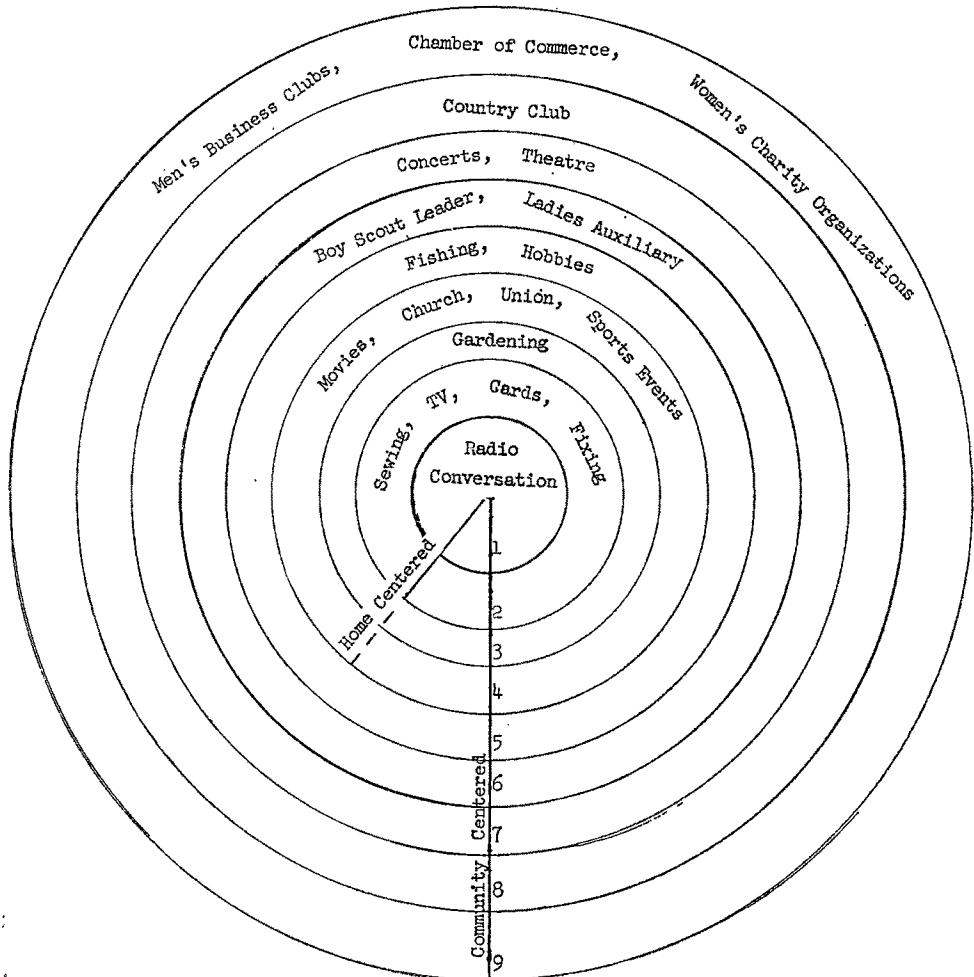 Men's Business Clubs, Chamber of Commerce, Women's Charity Organizations
Country Club
Concerts, Theatre
Boy Scout Leader, Ladies Auxiliary
Fishing, Hobbies
Movies, Church, Union, Sports Events
Gardening
Sewing, TV, Cards, Fixing
Radio
Conversation
Home Centered
Community Centered
1
2
3
4
5
6
7
8
9